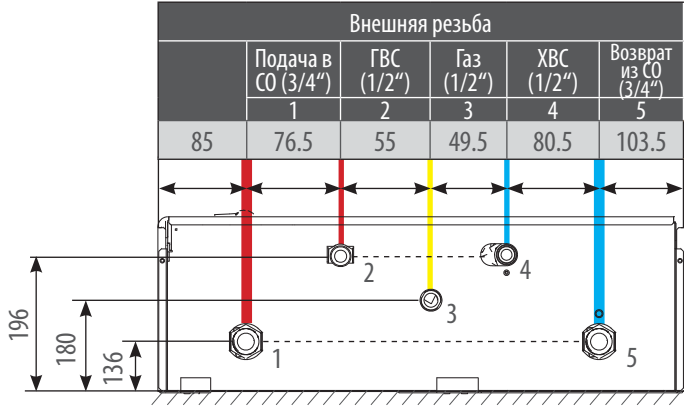 Внешняя резьба
Подача в СО (3/4“)
ГВС (1/2“)
Газ (1/2“)
ХВС (1/2“)
Возврат из СО (3/4“)
1 2 3 4 5
85 76.5 55 49.5 80.5 103.5
2
4
3
1
5
196
180
136